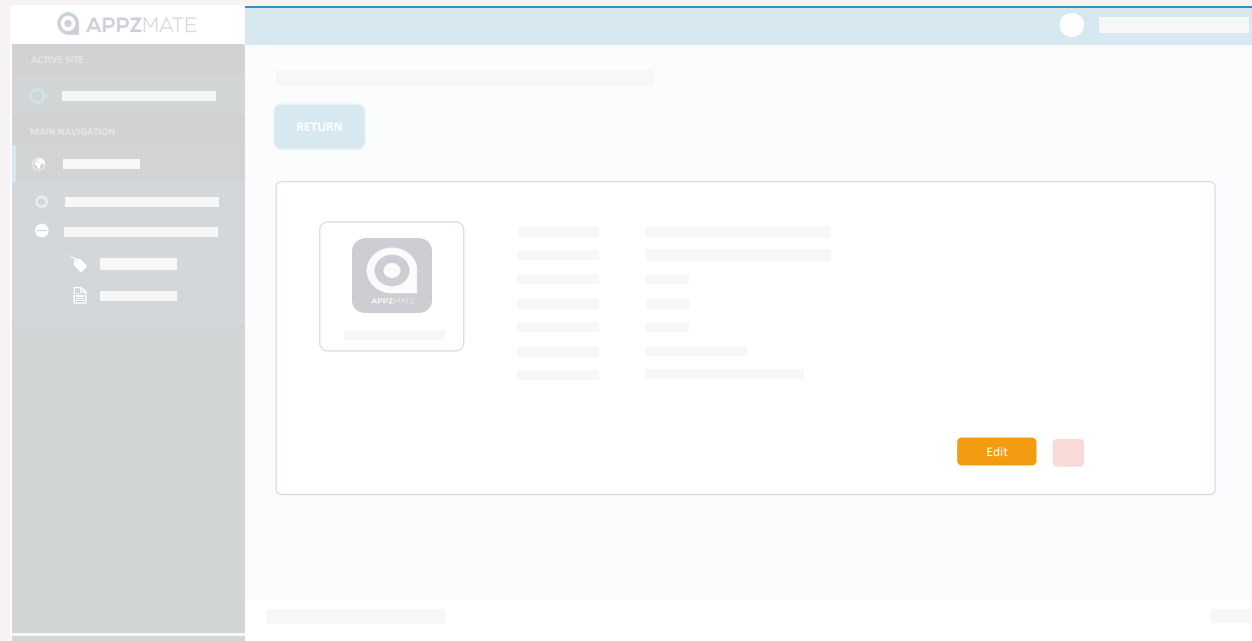 APPZMATE
ACTIVE SITE
MAIN NAVIGATION
RETURN
APPZMATE
Edit